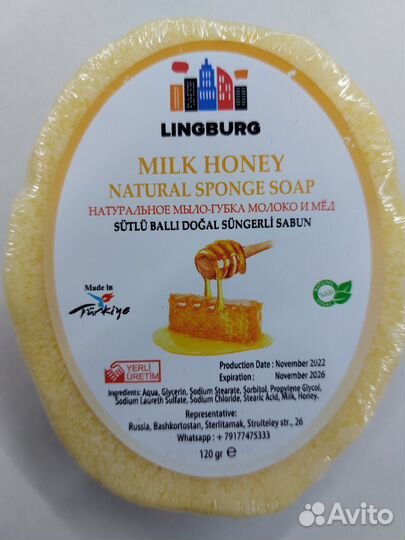 LINGBURG
MILK HONEY
NATURAL SPONGE SOAP
НАТУРАЛЬНОЕ МЫЛО-ГУБКА МОЛОКО И МЁД
SÜTLÜ BALLI DOĞAL SÜNGERLİ SABUN
Made in
Türkiye
%100
YERLİ
ÜRETİM
Production Date : November 2022
Expiration : November 2026
Ingredients: Aqua, Glycerin, Sodium Stearate, Sorbitol, Propylene Glycol,
Sodium Laureth Sulfate, Sodium Chloride, Stearic Acid, Milk, Honey.
Representative:
Russia, Bashkortostan, Sterlitamak, Stroiteley str., 26
Whatsapp : +79177475333
120 gr e
Avito